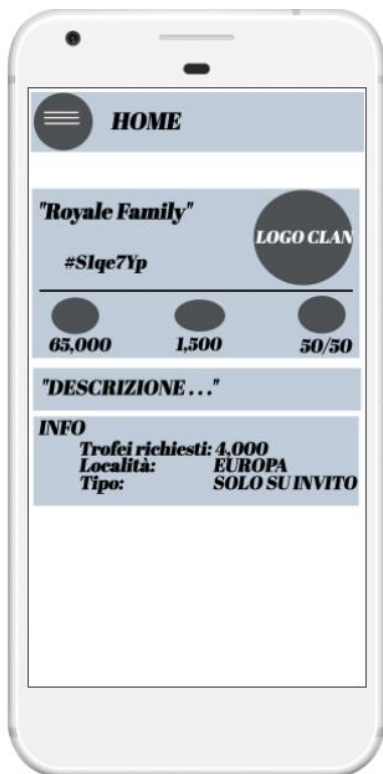 HOME
"Royale Family"
LOGO CLAN
#S1qe7Yp
65,000 1,500 50/50
"DESCRIZIONE . . ."
INFO
Trofei richiesti: 4,000
Località: EUROPA
Tipo: SOLO SU INVITO